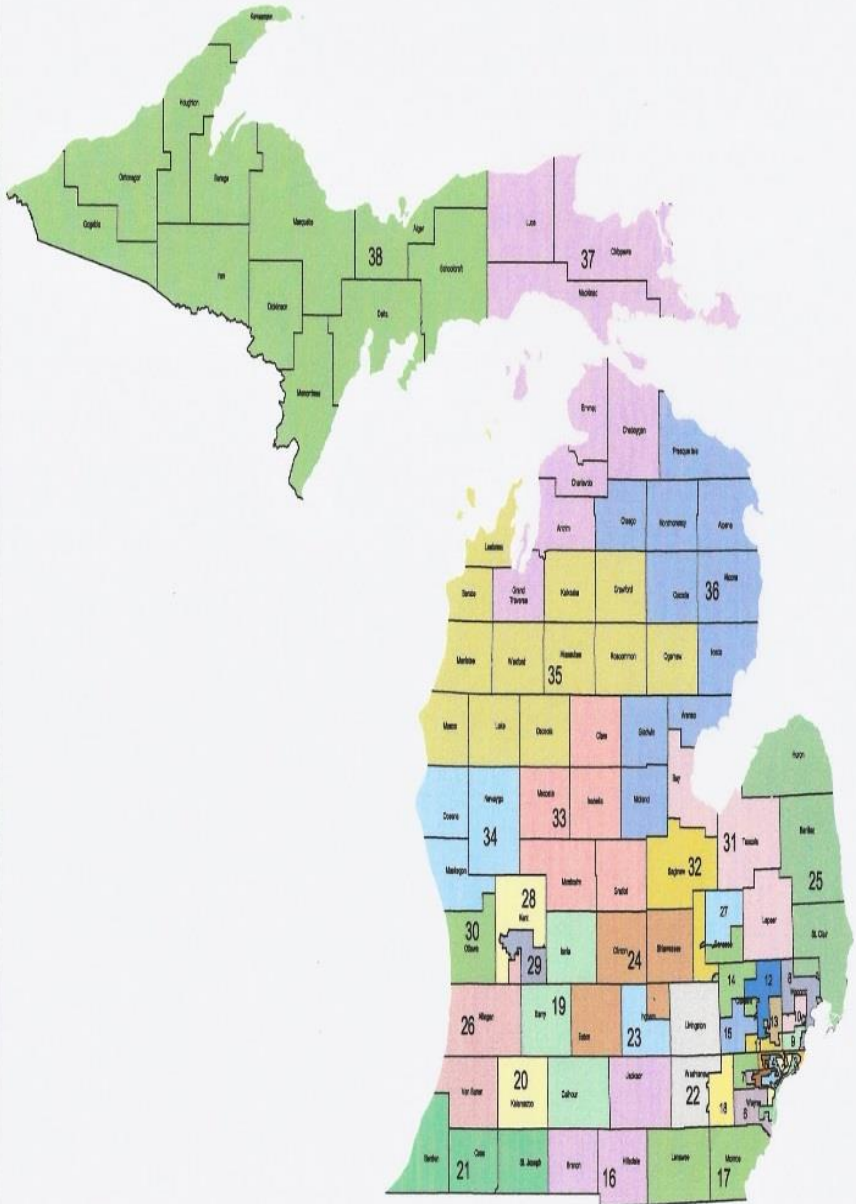 Keweenaw
Houghton
Ontonagon
Baraga
Gogebic
Marquette
Alger
Luce
38
Schoolcraft
37
Chippewa
Iron
Mackinac
Dickinson
Delta
Menominee
Emmet
Cheboygan
Presque Isle
Charlevoix
Antrim
Otsego
Montmorency
Alpena
Leelanau
Benzie
Grand
Traverse
Kalkaska
Crawford
Oscoda
36
Alcona
Manistee
Wexford
Missaukee
Roscommon
Ogemaw
Iosco
35
Mason
Lake
Osceola
Clare
Gladwin
Arenac
Huron
Bay
Oceana
Newaygo
Mecosta
Isabella
Midland
33
34
31
Tuscola
Sanilac
Muskegon
Montcalm
Gratiot
Saginaw
32
25
28
Kent
27
Lapeer
30
Ottawa
Genesee
St. Clair
29
Ionia
Clinton
24
Shiawassee
14
12
8
Macomb
Oakland
10
13
26
Allegan
Barry
19
Eaton
23
Ingham
Livingston
15
9
11
Van Buren
20
Kalamazoo
Calhoun
Jackson
Washtenaw
22
18
Wayne
6
Berrien
Cass
21
St. Joseph
Branch
16
Hillsdale
Lenawee
Monroe
17